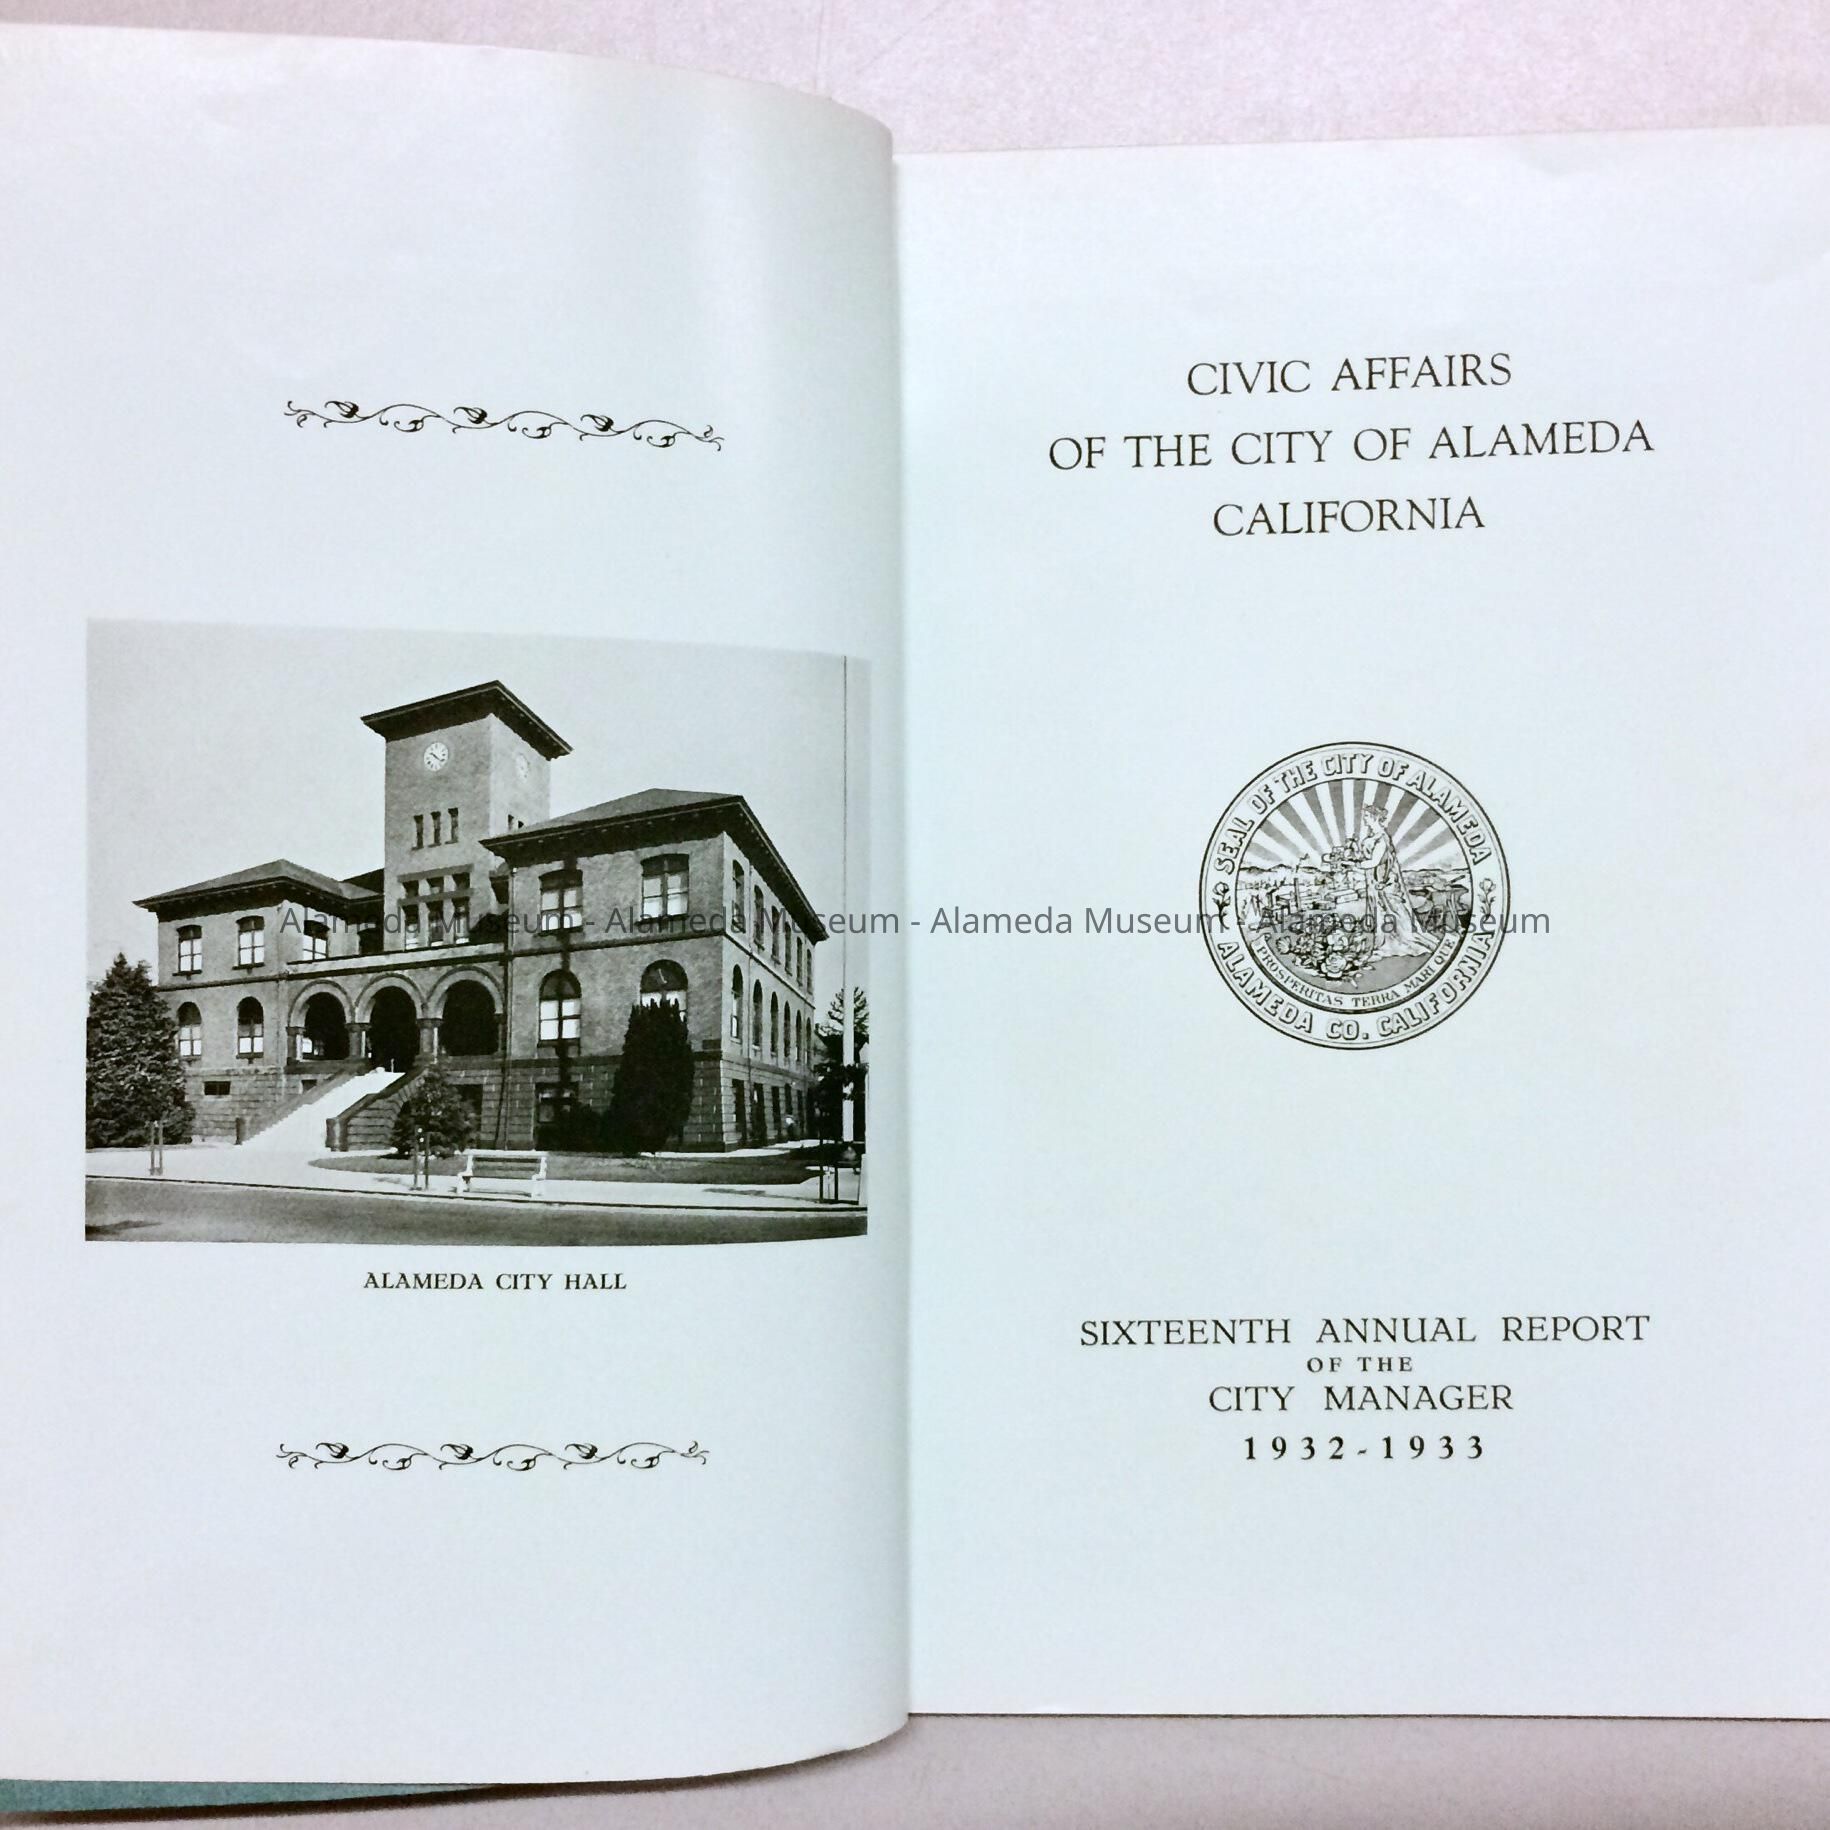 ALAMEDA CITY HALL
CIVIC AFFAIRS
OF THE CITY OF ALAMEDA
CALIFORNIA
SEAL OF THE CITY OF ALAMEDA
PROSPERITAS TERRA MARI QUE
ALAMEDA CO. CALIFORNIA
Alameda Museum - Alameda Museum - Alameda Museum - Alameda Museum
SIXTEENTH ANNUAL REPORT
OF THE
CITY MANAGER
1932-1933